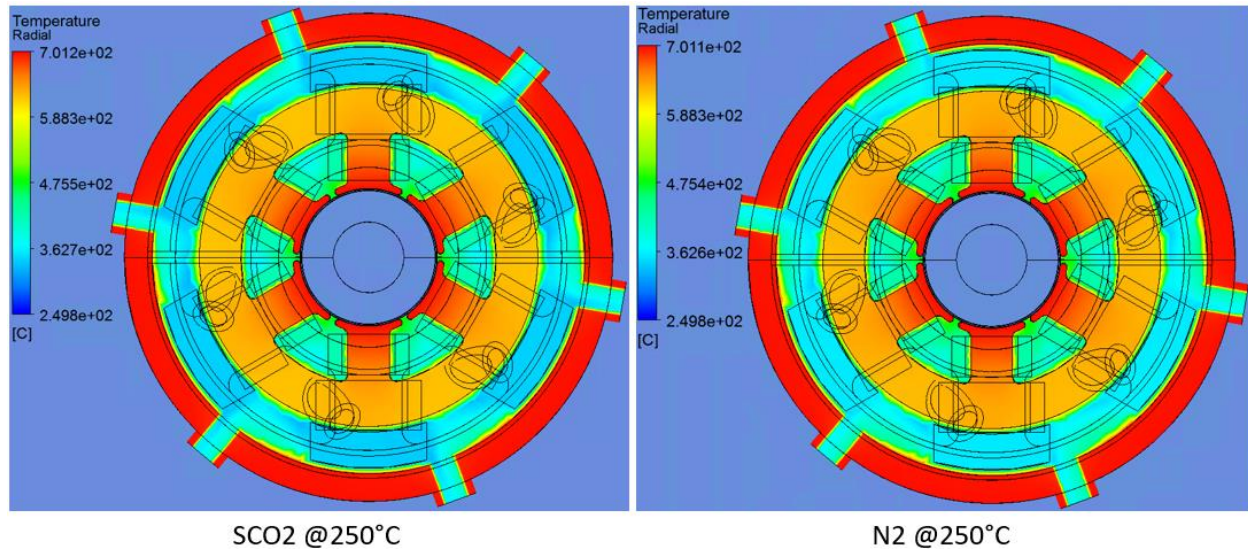 Temperature
Radial
7.012e+02
5.883e+02
4.755e+02
3.627e+02
2.498e+02
[C]
Temperature
Radial
7.011e+02
5.883e+02
4.754e+02
3.626e+02
2.498e+02
[C]
SCO2 @250°C
N2 @250°C